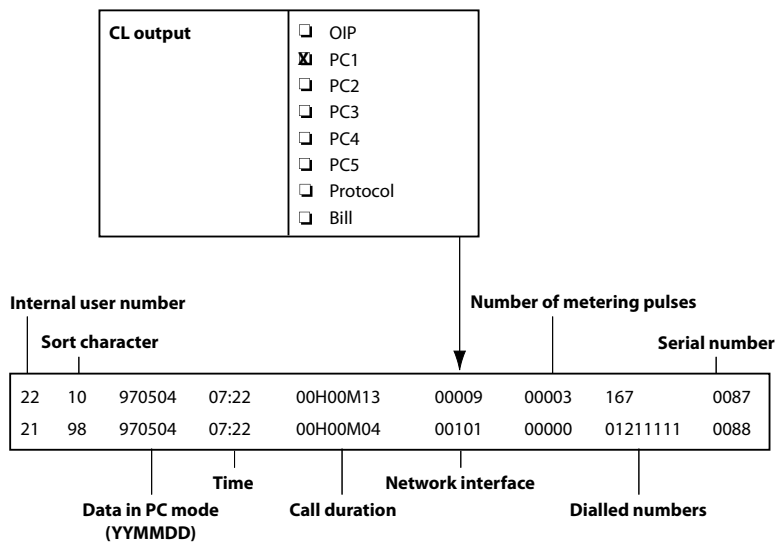 CL output
OIP
X PC1
PC2
PC3
PC4
PC5
Protocol
Bill
Internal user number
Number of metering pulses
Sort character
Serial number
22 10 970504 07:22 00H00M13 00009 00003 167 0087
21 98 970504 07:22 00H00M04 00101 00000 01211111 0088
Time
Network interface
Data in PC mode
(YYMMDD)
Call duration
Dialled numbers